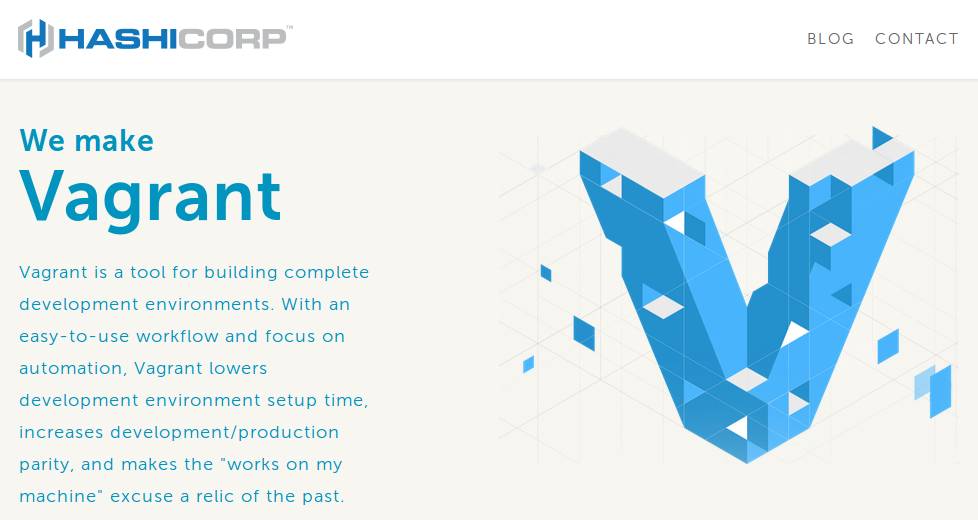 HASHICORP™
BLOG CONTACT
We make
Vagrant
Vagrant is a tool for building complete
development environments. With an
easy-to-use workflow and focus on
automation, Vagrant lowers
development environment setup time,
increases development/production
parity, and makes the "works on my
machine" excuse a relic of the past.